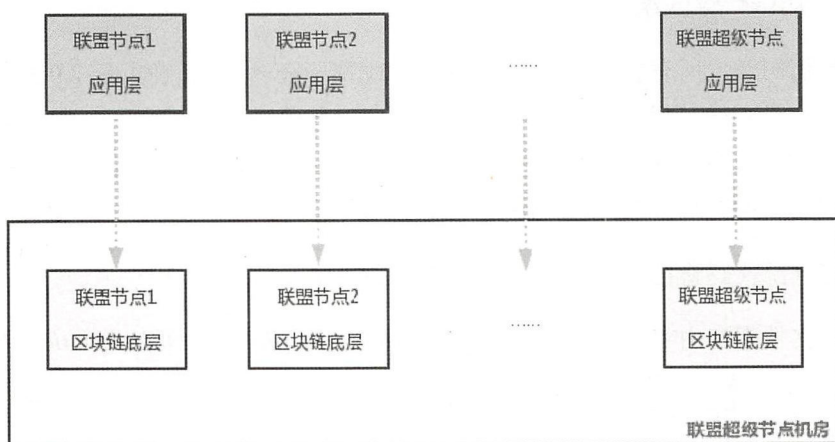 联盟节点1
应用层
联盟节点2
应用层
……
联盟超级节点
应用层
联盟节点1
区块链底层
联盟节点2
区块链底层
……
联盟超级节点
区块链底层
联盟超级节点机房